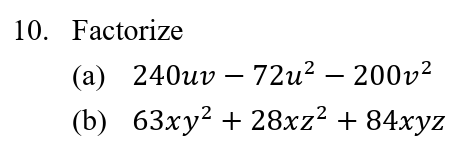 10. Factorize
(a) 240uv − 72u² − 200v²
(b) 63xy² + 28xz² + 84xyz